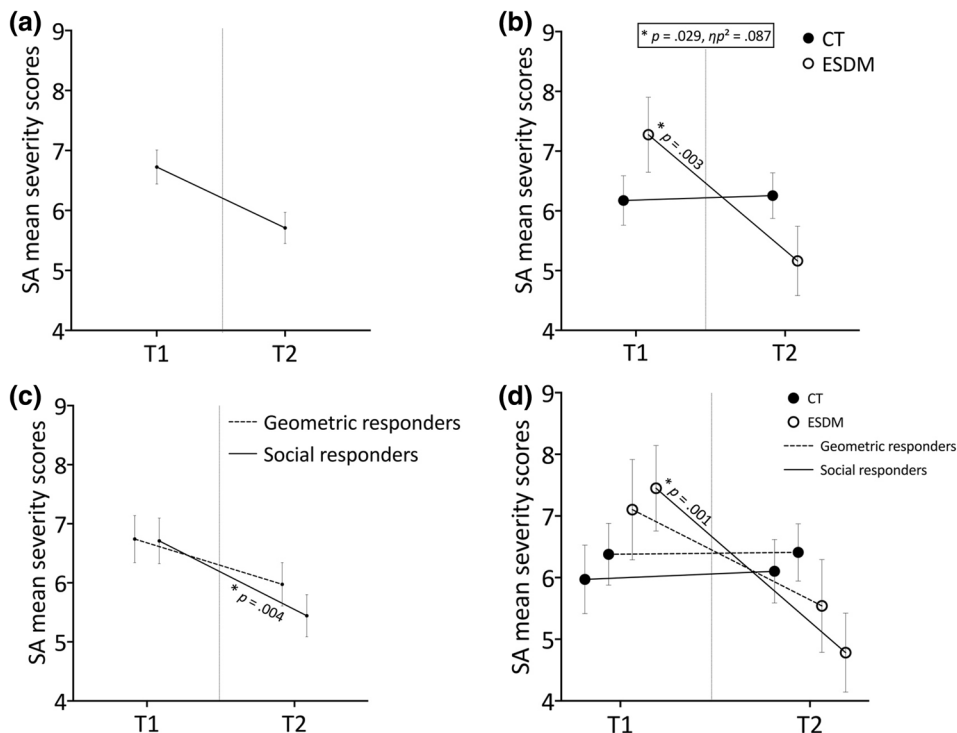 (a)
SA mean severity scores
9
8
7
6
5
4
T1 T2
(b)
* p = .029, ηp² = .087
CT
ESDM
SA mean severity scores
9
8
7
6
5
4
* p = .003
T1 T2
(c)
SA mean severity scores
9
8
7
6
5
4
Geometric responders
Social responders
* p = .004
T1 T2
(d)
CT
ESDM
Geometric responders
Social responders
SA mean severity scores
9
8
7
6
5
4
* p = .001
T1 T2